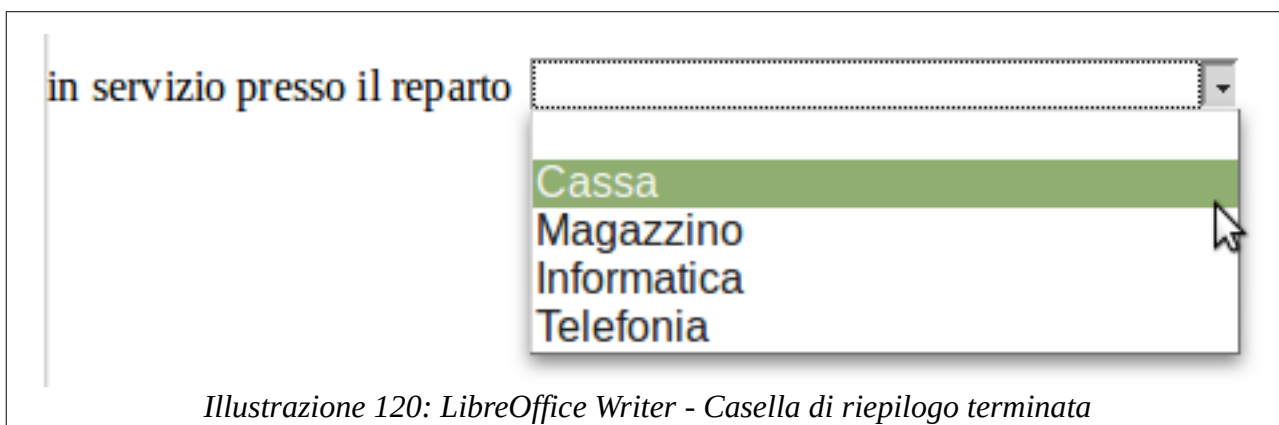 in servizio presso il reparto
Cassa
Magazzino
Informatica
Telefonia
Illustrazione 120: LibreOffice Writer - Casella di riepilogo terminata